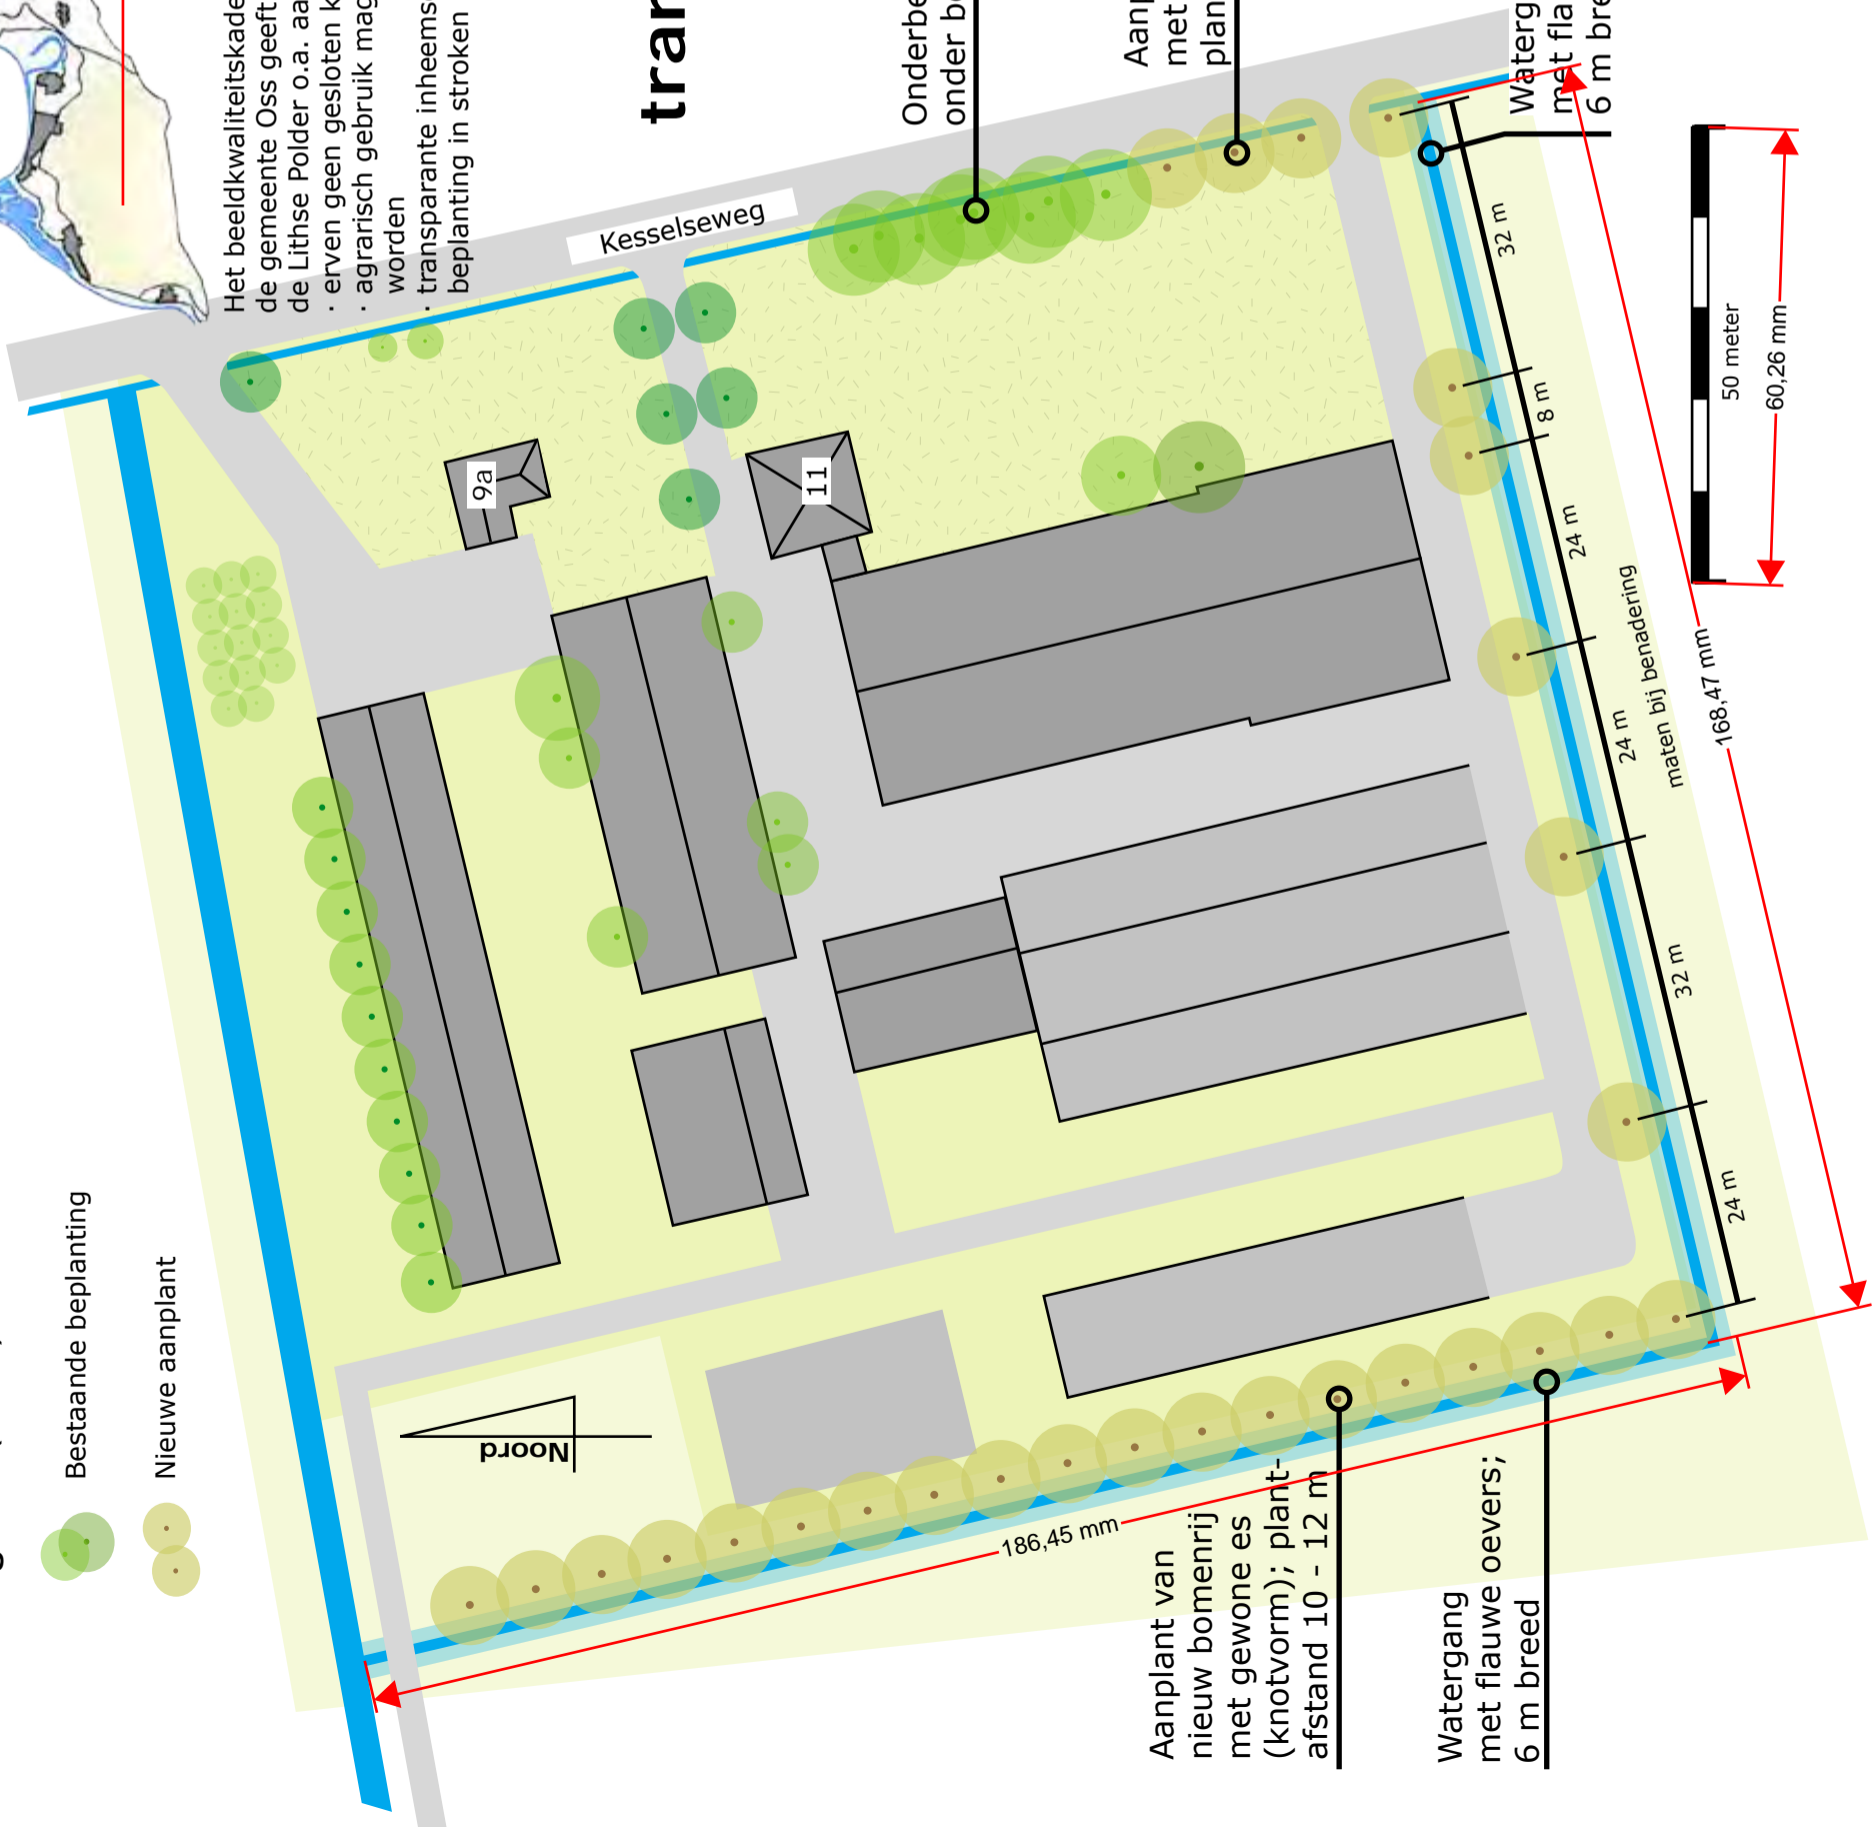 Het beeldkwaliteitskade
de gemeente Oss geeft
de Lithse Polder o.a. aa
· erven geen gesloten k
· agrarisch gebruik mag
worden
· transparante inheems
beplanting in stroken
tran
Onderbe
onder be
Aanp
met
plan
Waterg
met fla
6 m bre
Kesselseweg
9a
11
32 m
8 m
24 m
24 m
32 m
24 m
maten bij benadering
168,47 mm
50 meter
60,26 mm
Bestaande beplanting
Nieuwe aanplant
Noord
186,45 mm
Aanplant van
nieuw bomenrij
met gewone es
(knotvorm); plant-
afstand 10 - 12 m
Watergang
met flauwe oevers;
6 m breed